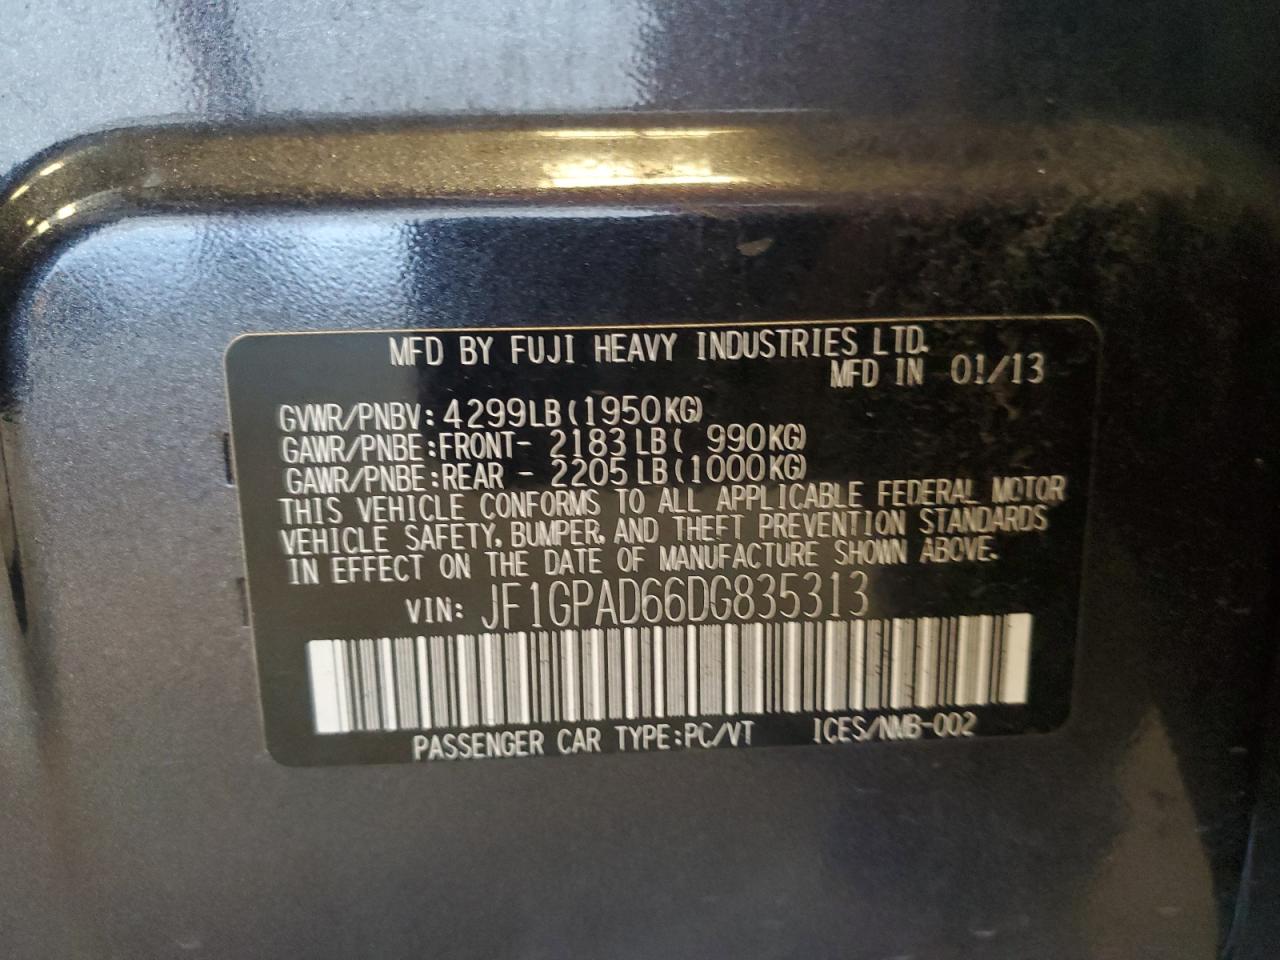 MFD BY FUJI HEAVY INDUSTRIES LTD.
MFD IN 01/13
GVWR/PNBV: 4299LB(1950KG)
GAWR/PNBE:FRONT- 2183LB( 990KG)
GAWR/PNBE:REAR - 2205LB(1000KG)
THIS VEHICLE CONFORMS TO ALL APPLICABLE FEDERAL MOTOR
VEHICLE SAFETY, BUMPER, AND THEFT PREVENTION STANDARDS
IN EFFECT ON THE DATE OF MANUFACTURE SHOWN ABOVE.
VIN: JF1GPAD66DG835313
PASSENGER CAR TYPE:PC/VT ICES/NMB-002